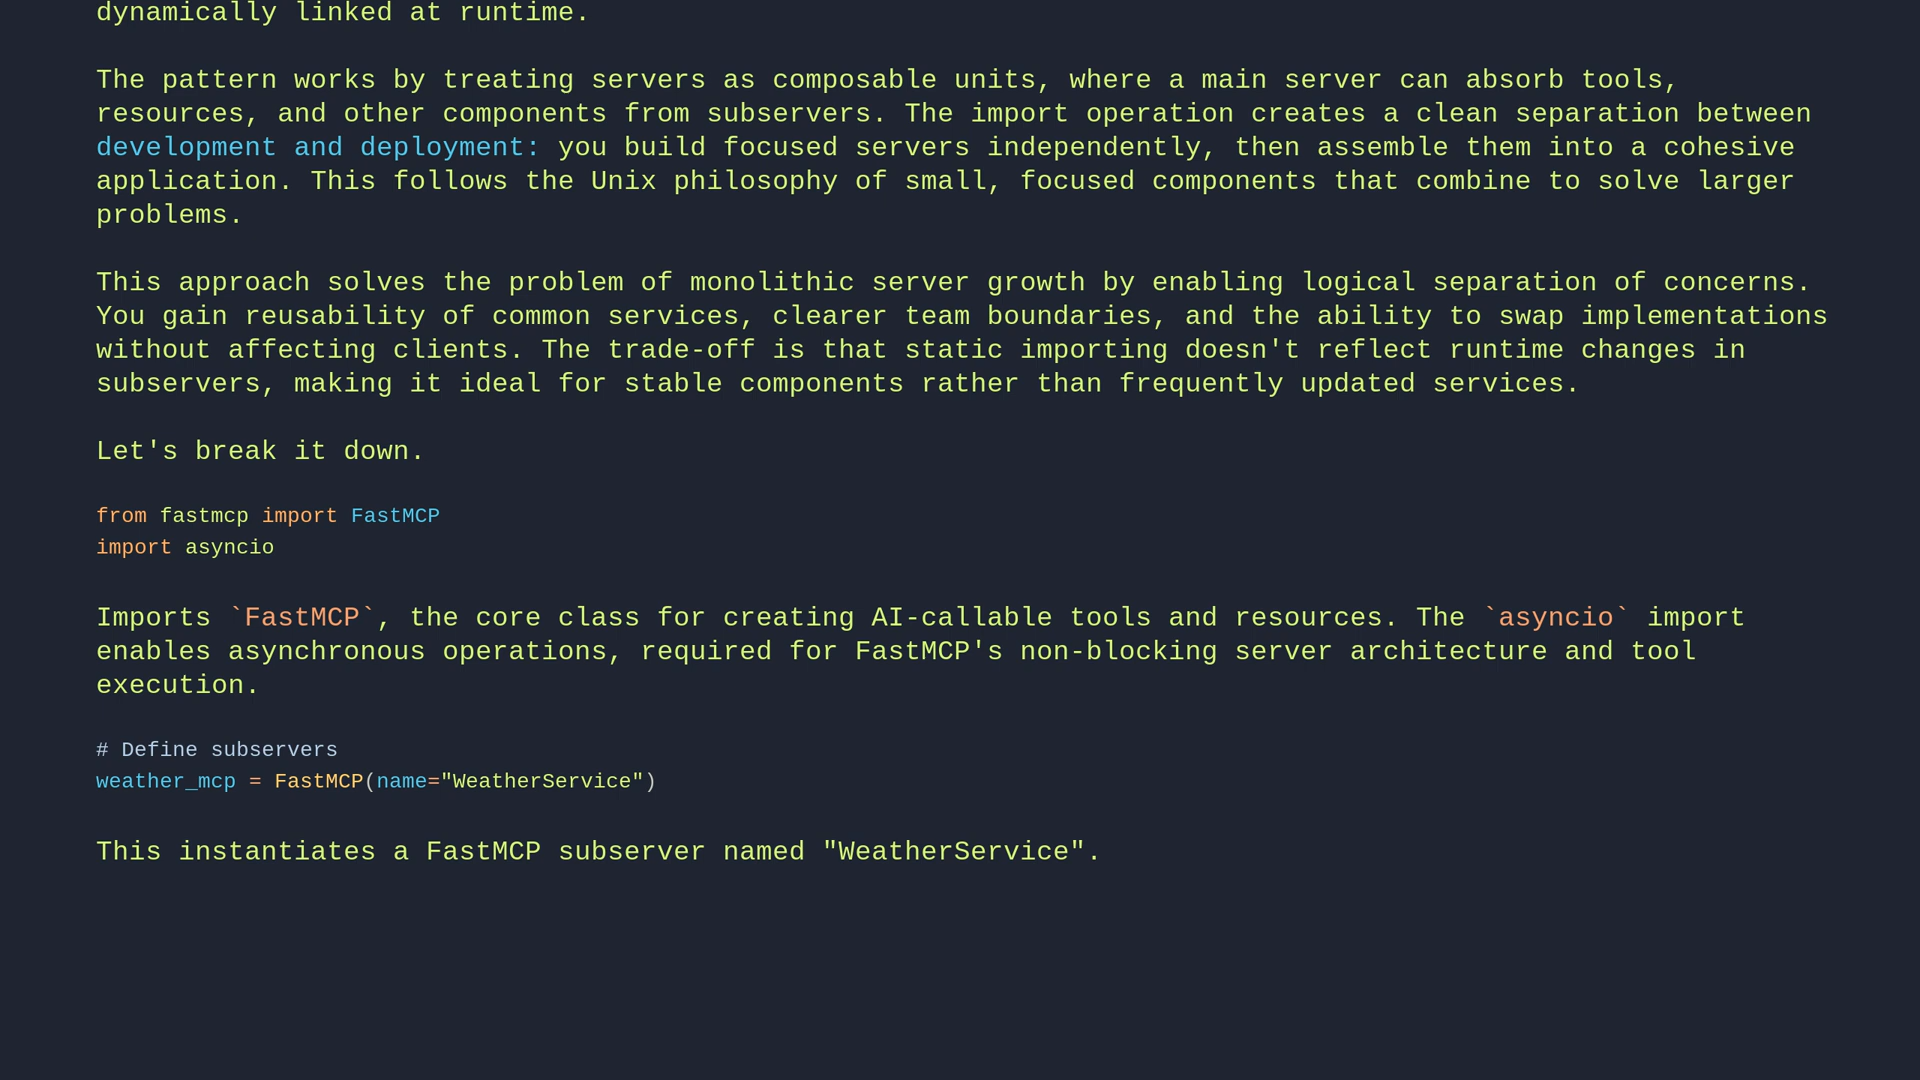 dynamically linked at runtime.
The pattern works by treating servers as composable units, where a main server can absorb tools,
resources, and other components from subservers. The import operation creates a clean separation between
development and deployment: you build focused servers independently, then assemble them into a cohesive
application. This follows the Unix philosophy of small, focused components that combine to solve larger
problems.
This approach solves the problem of monolithic server growth by enabling logical separation of concerns.
You gain reusability of common services, clearer team boundaries, and the ability to swap implementations
without affecting clients. The trade-off is that static importing doesn't reflect runtime changes in
subservers, making it ideal for stable components rather than frequently updated services.
Let's break it down.
from fastmcp import FastMCP
import asyncio
Imports `FastMCP`, the core class for creating AI-callable tools and resources. The `asyncio` import
enables asynchronous operations, required for FastMCP's non-blocking server architecture and tool
execution.
# Define subservers
weather_mcp = FastMCP(name="WeatherService")
This instantiates a FastMCP subserver named "WeatherService".